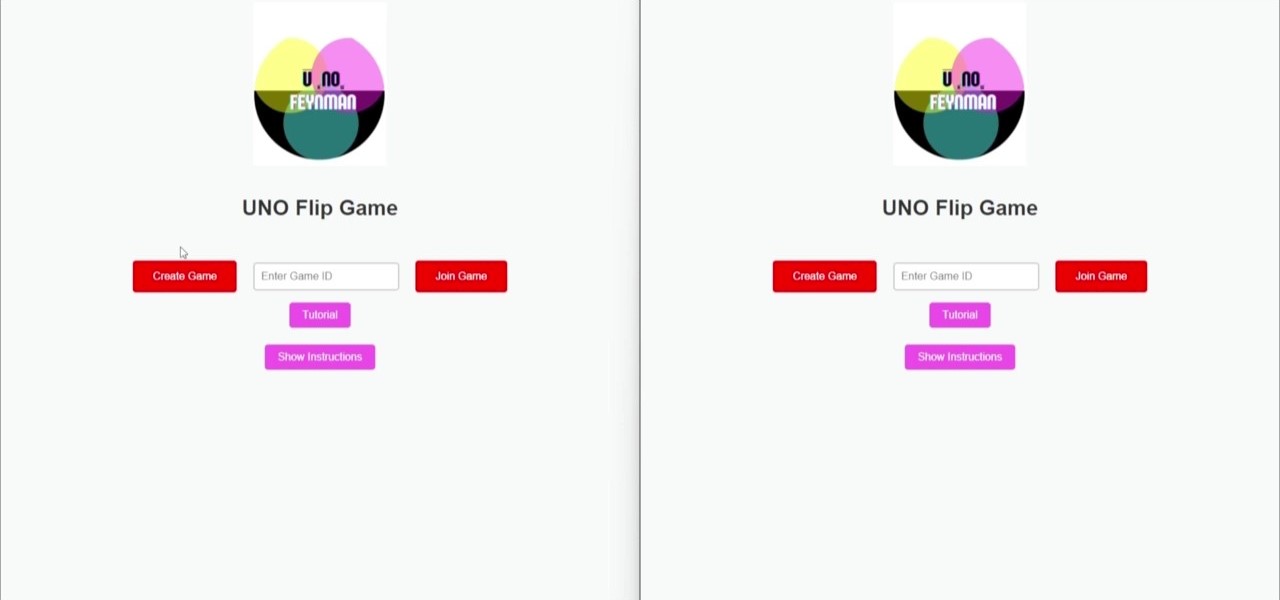 U.no.
FEYNMAN
UNO Flip Game
Create Game
Enter Game ID
Join Game
Tutorial
Show Instructions
U.no.
FEYNMAN
UNO Flip Game
Create Game
Enter Game ID
Join Game
Tutorial
Show Instructions